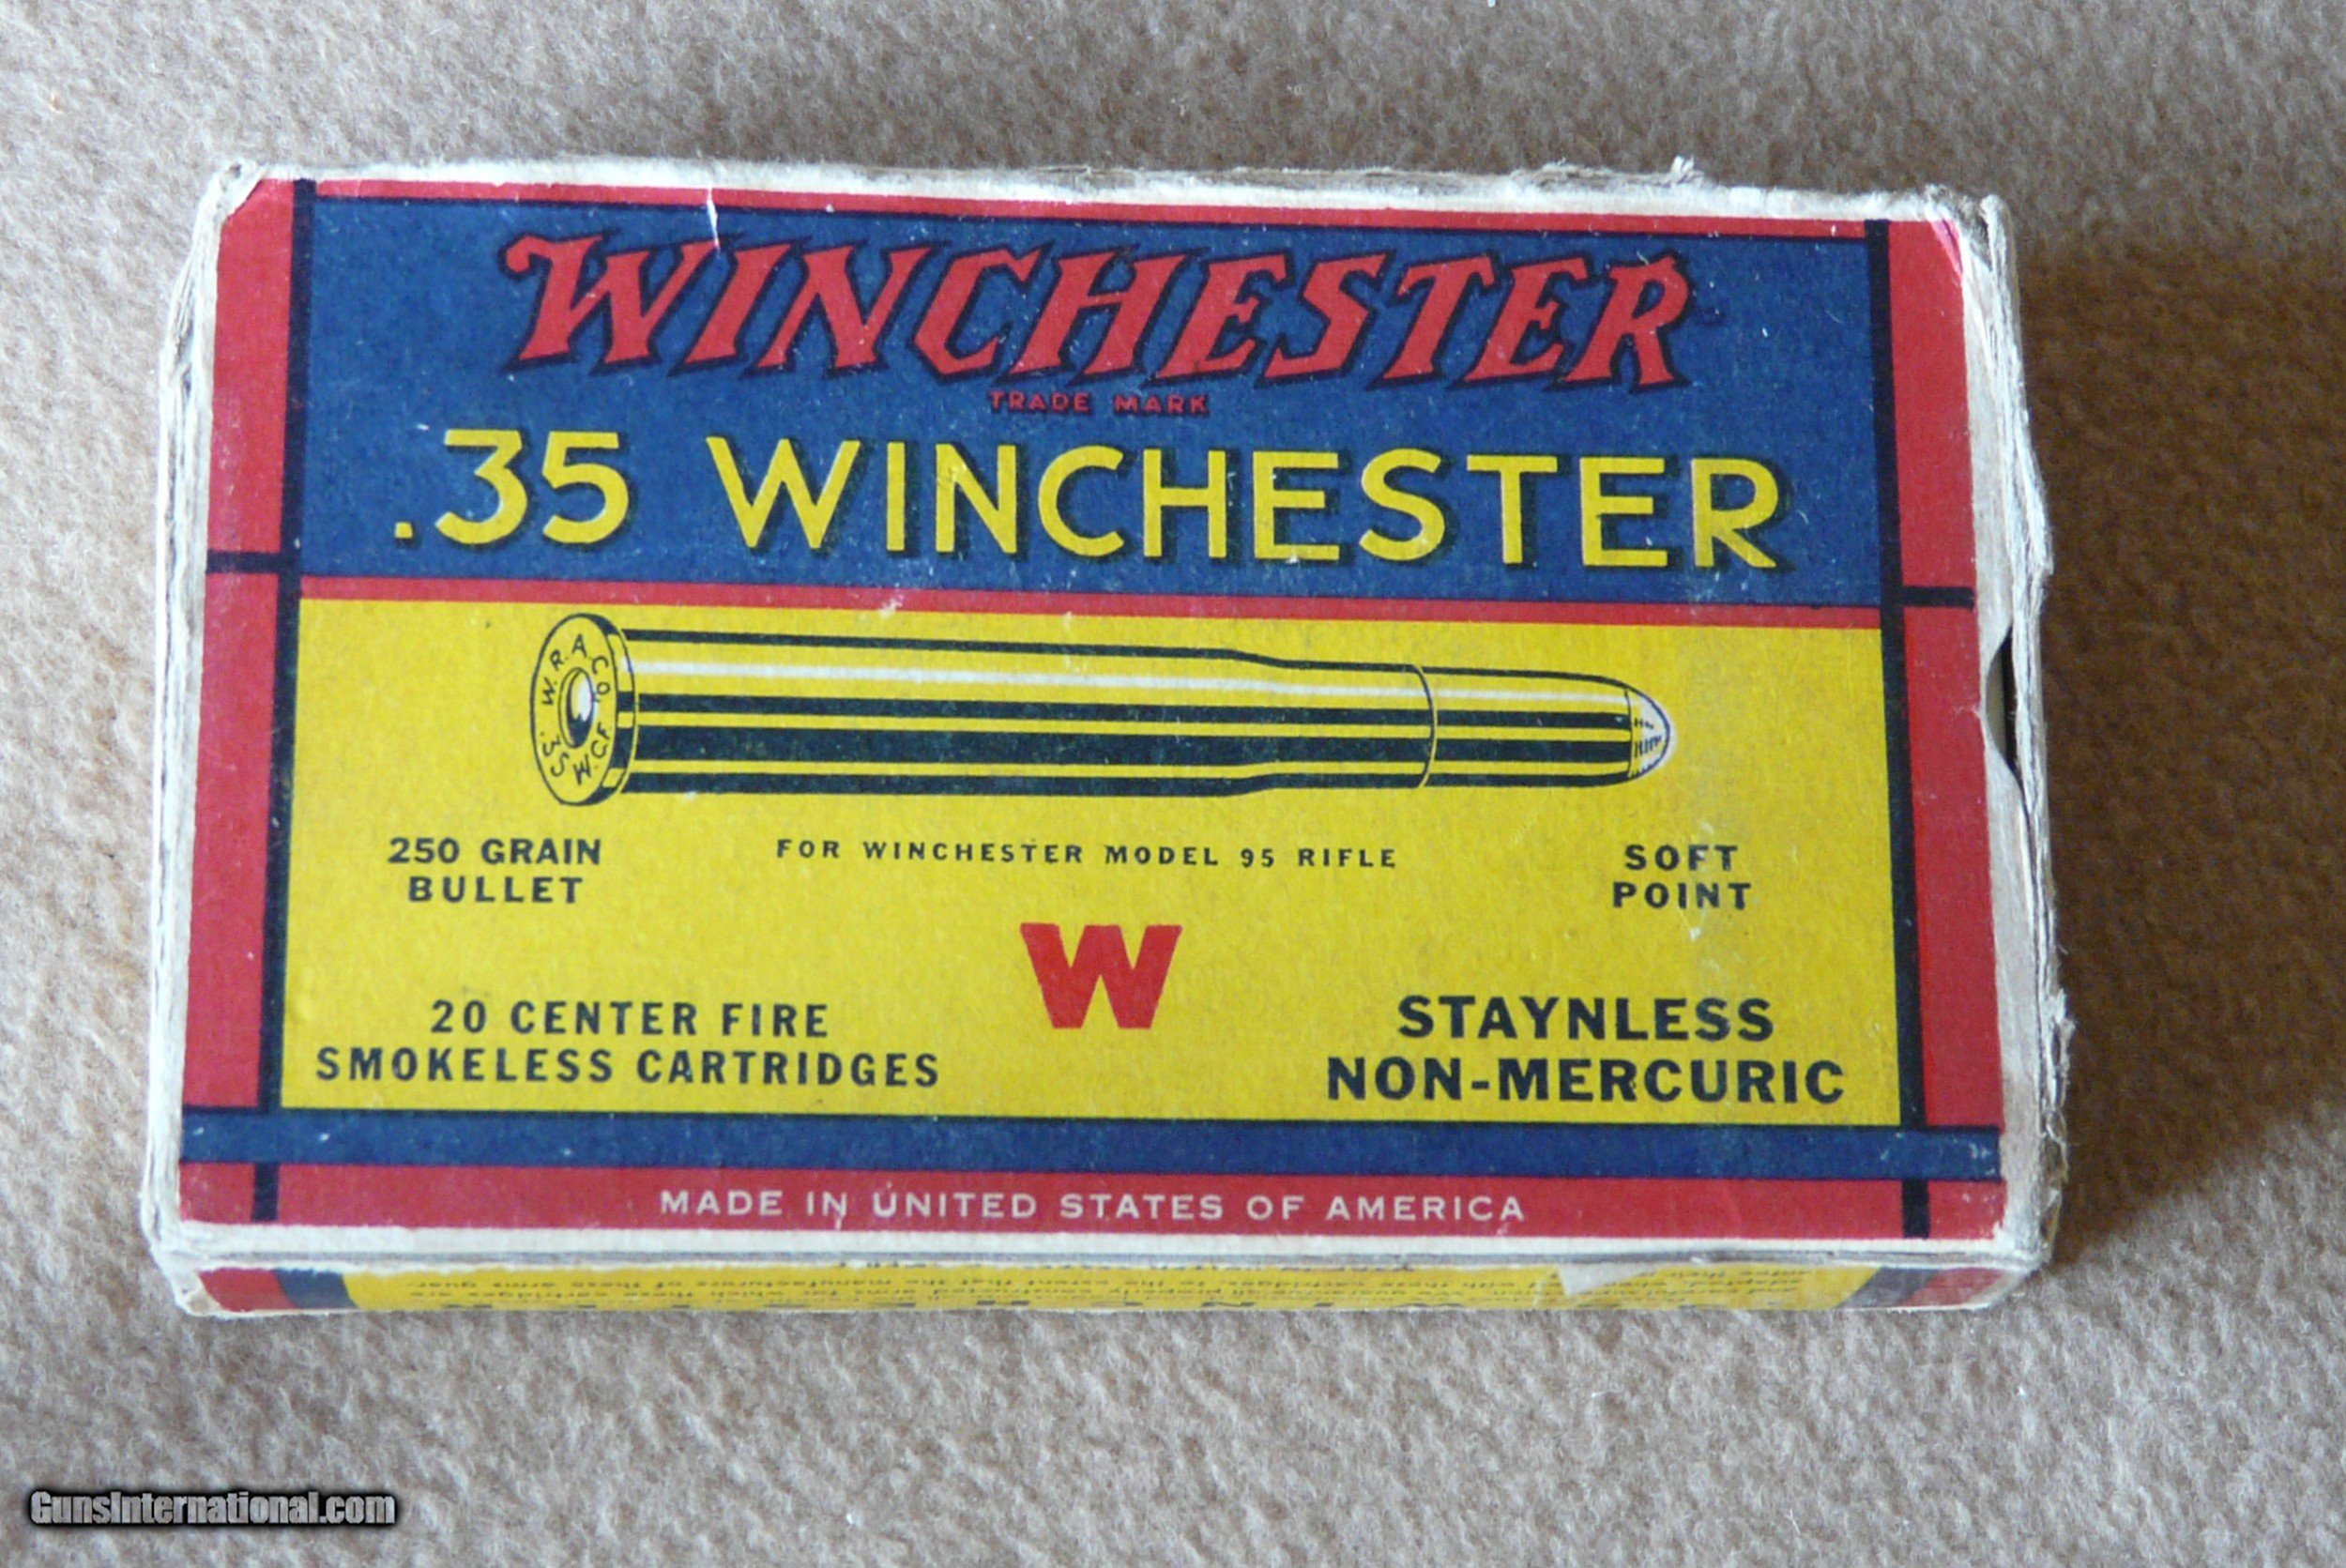 WINCHESTER
TRADE MARK
.35 WINCHESTER
W.R.A.CO. .35 W.C.F.
250 GRAIN
BULLET
FOR WINCHESTER MODEL 95 RIFLE
SOFT
POINT
W
20 CENTER FIRE
SMOKELESS CARTRIDGES
STAYNLESS
NON-MERCURIC
MADE IN UNITED STATES OF AMERICA
GunsInternational.com